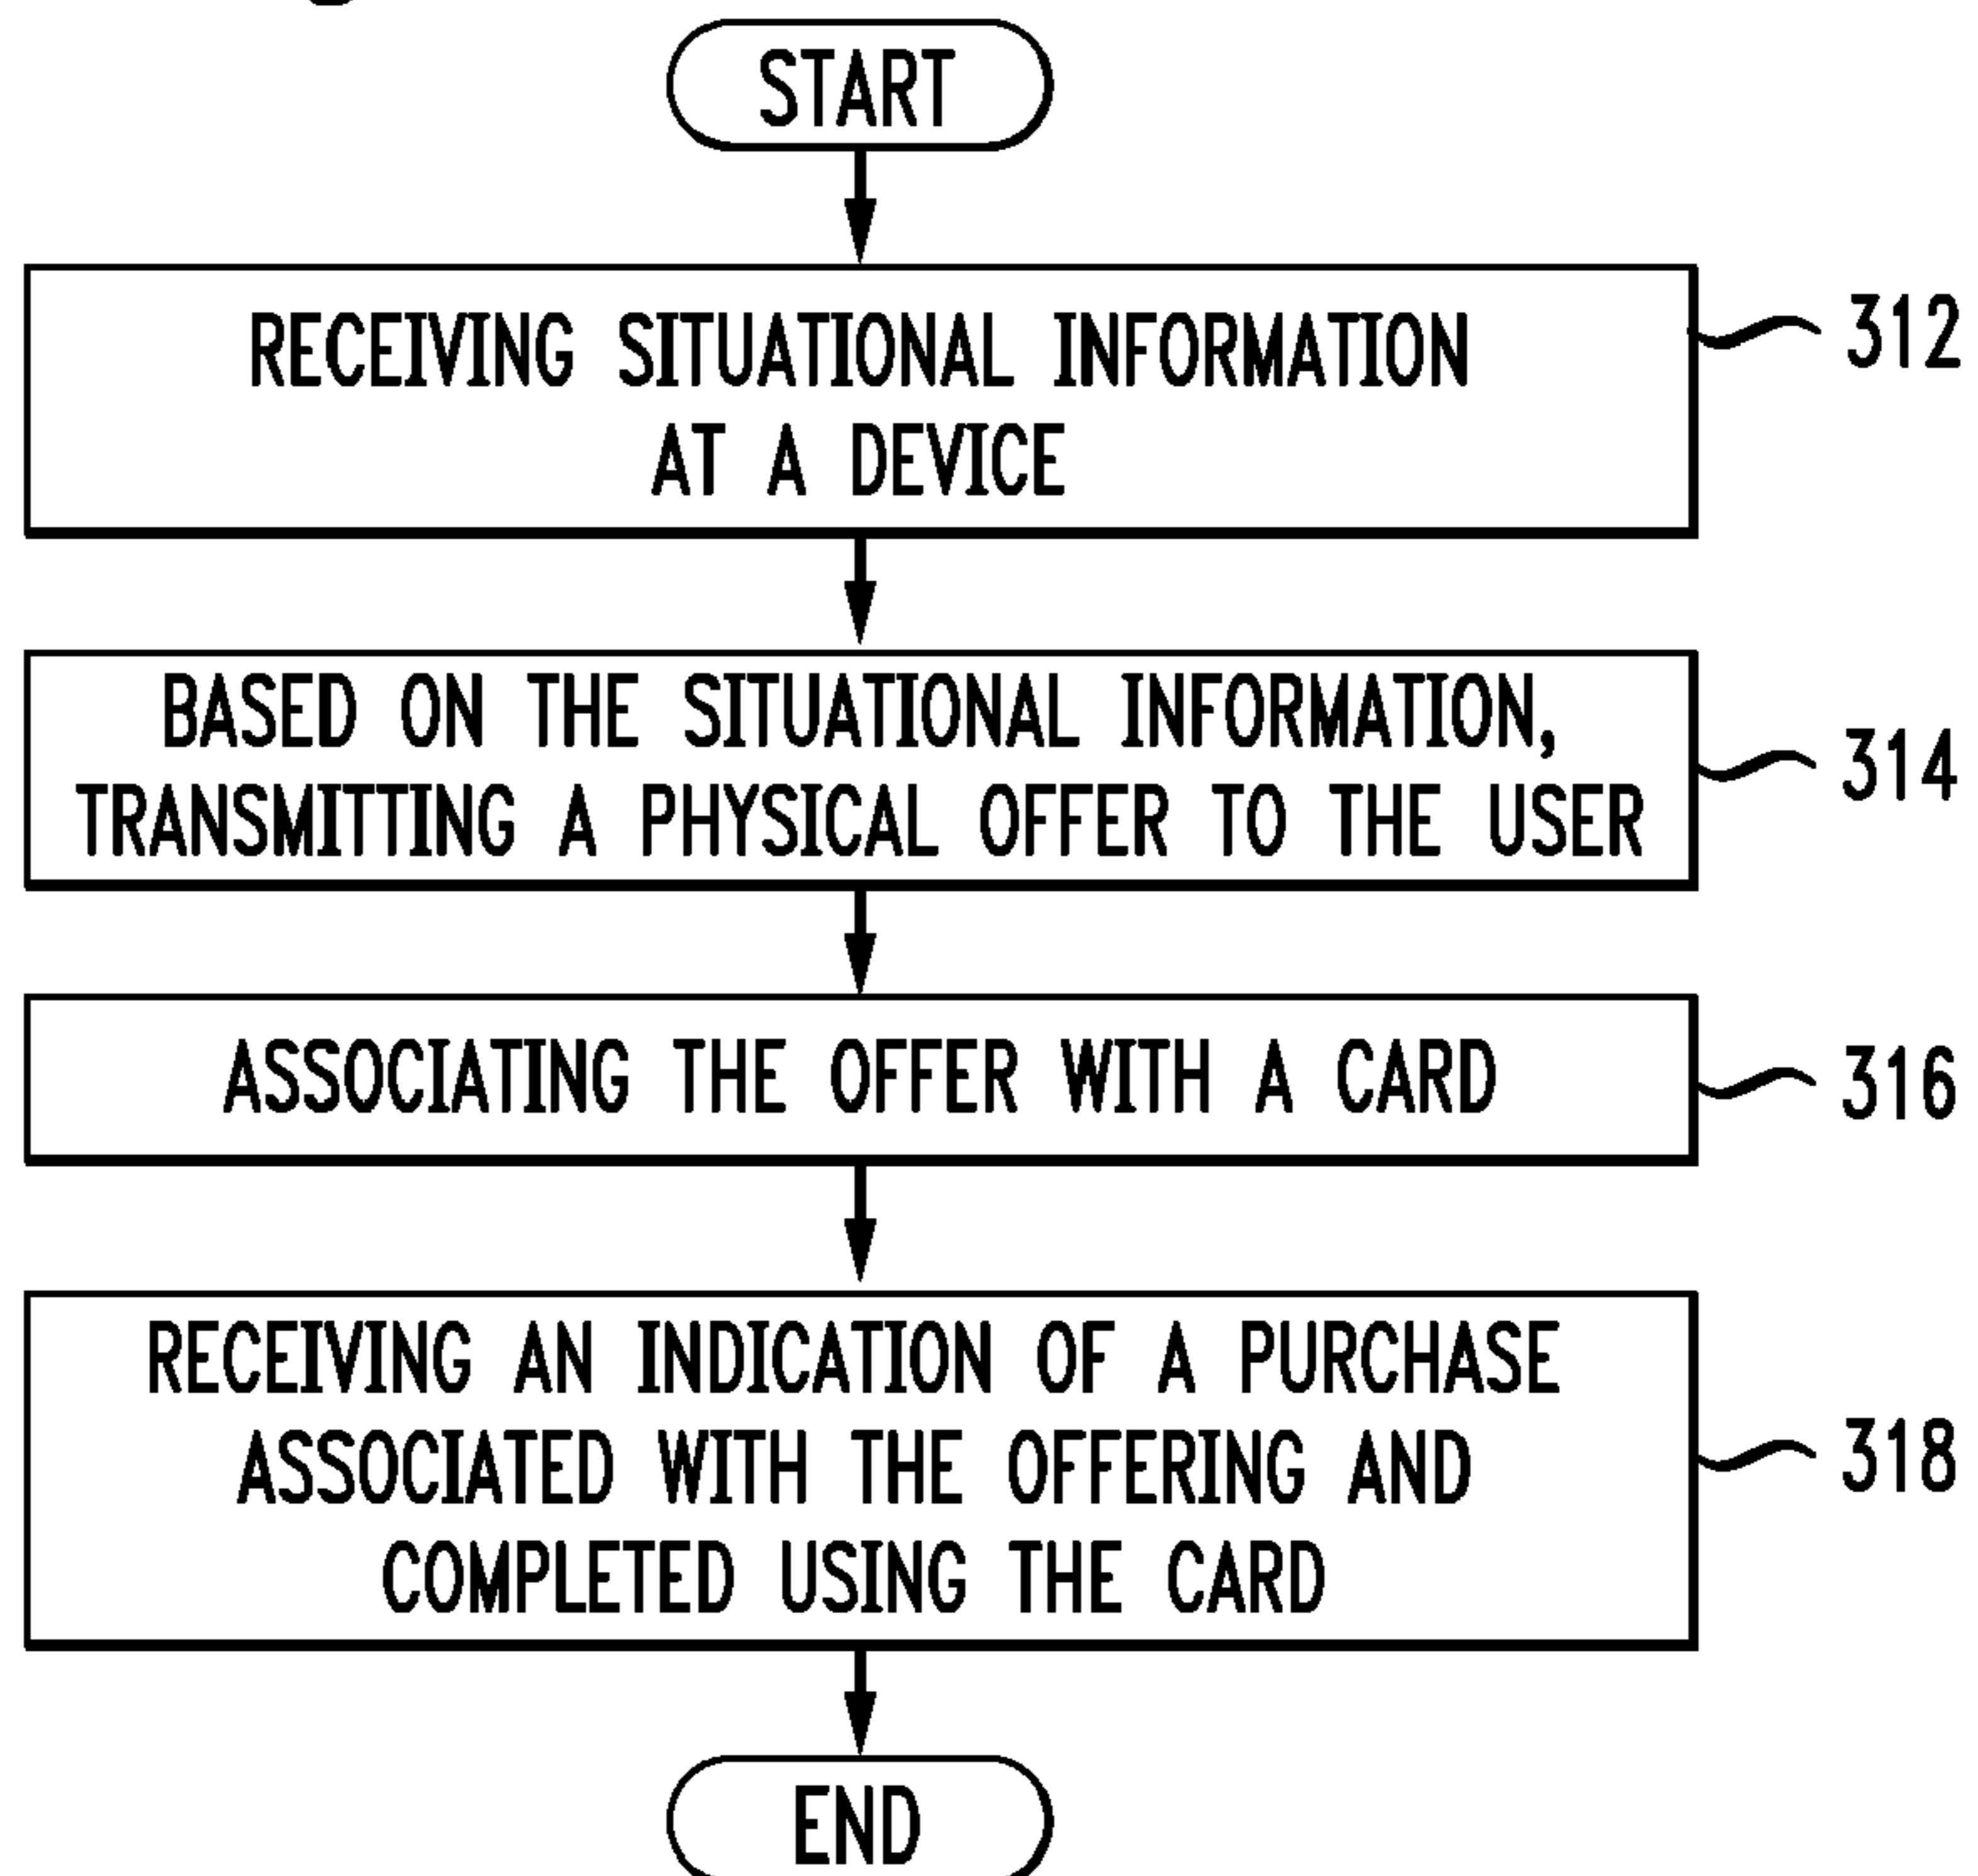 START
RECEIVING SITUATIONAL INFORMATION
AT A DEVICE
312
BASED ON THE SITUATIONAL INFORMATION,
TRANSMITTING A PHYSICAL OFFER TO THE USER
314
ASSOCIATING THE OFFER WITH A CARD
316
RECEIVING AN INDICATION OF A PURCHASE
ASSOCIATED WITH THE OFFERING AND
COMPLETED USING THE CARD
318
END